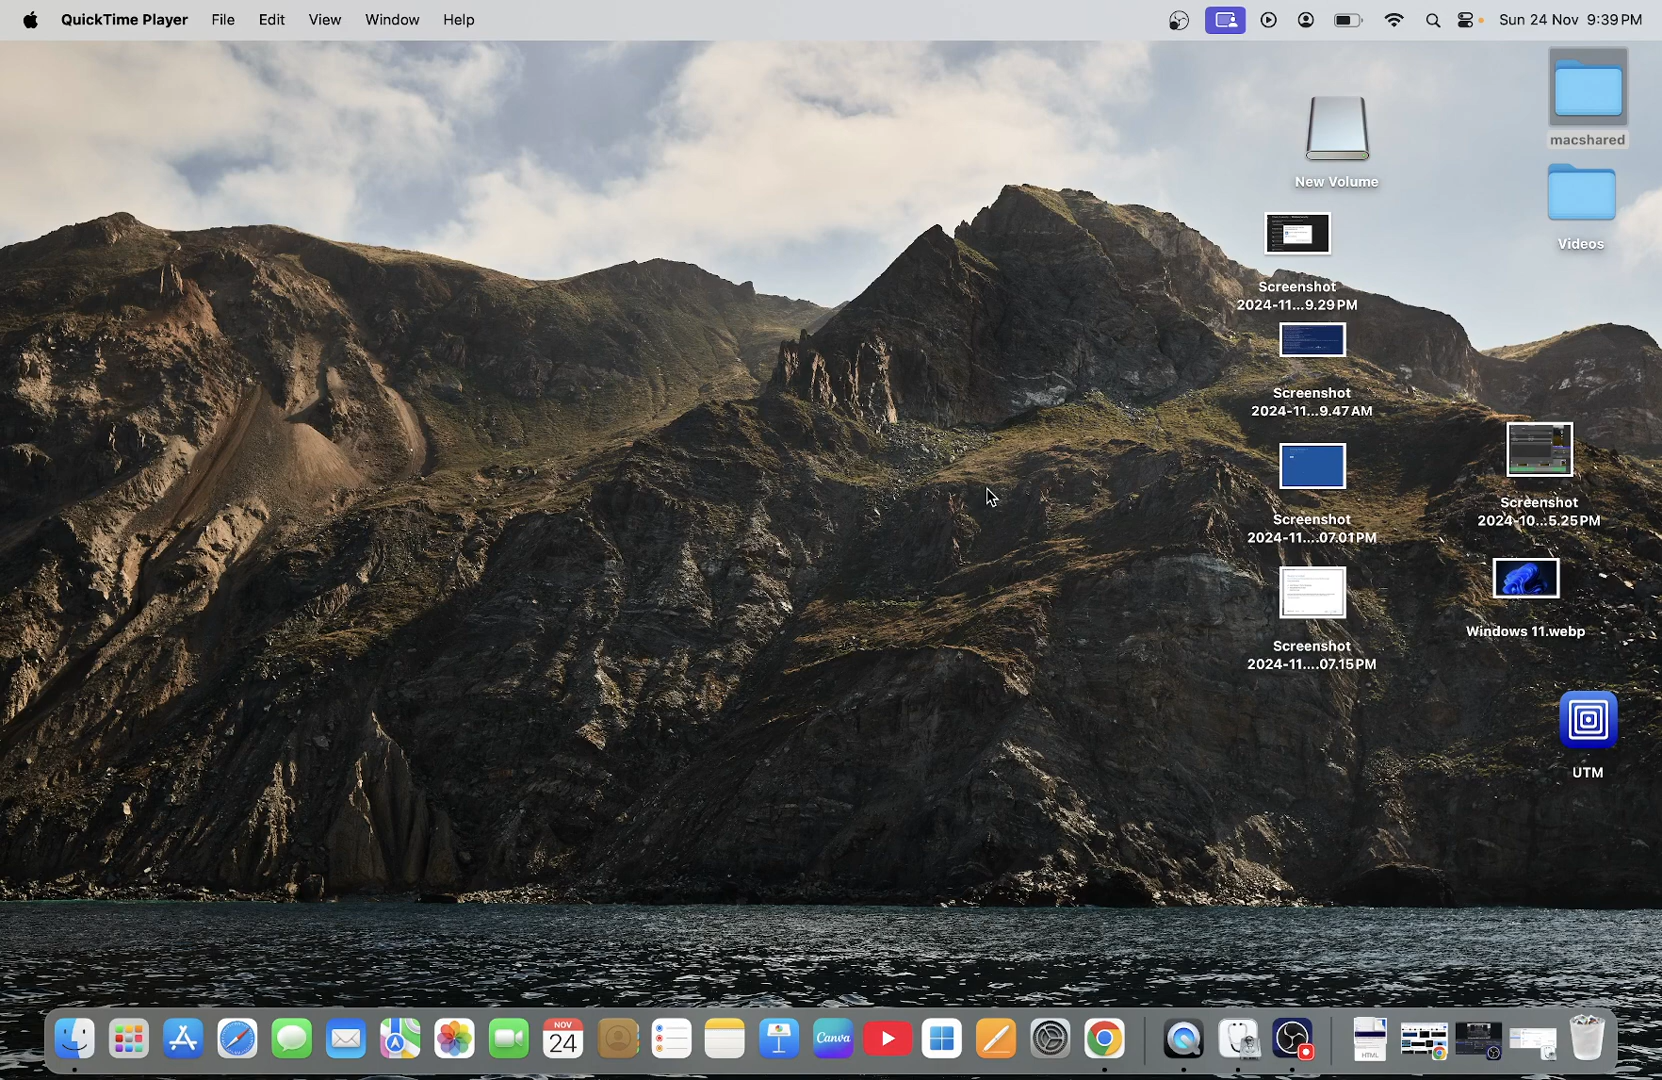 QuickTime Player File Edit View Window Help Sun 24 Nov 9:39 PM
macshared
New Volume
Videos
Screenshot
2024-11...9.29 PM
Screenshot
2024-11...9.47 AM
Screenshot
2024-10...5.25 PM
Screenshot
2024-11....07.01 PM
Windows 11.webp
Screenshot
2024-11....07.15 PM
UTM
NOV
24
Canva
HTML